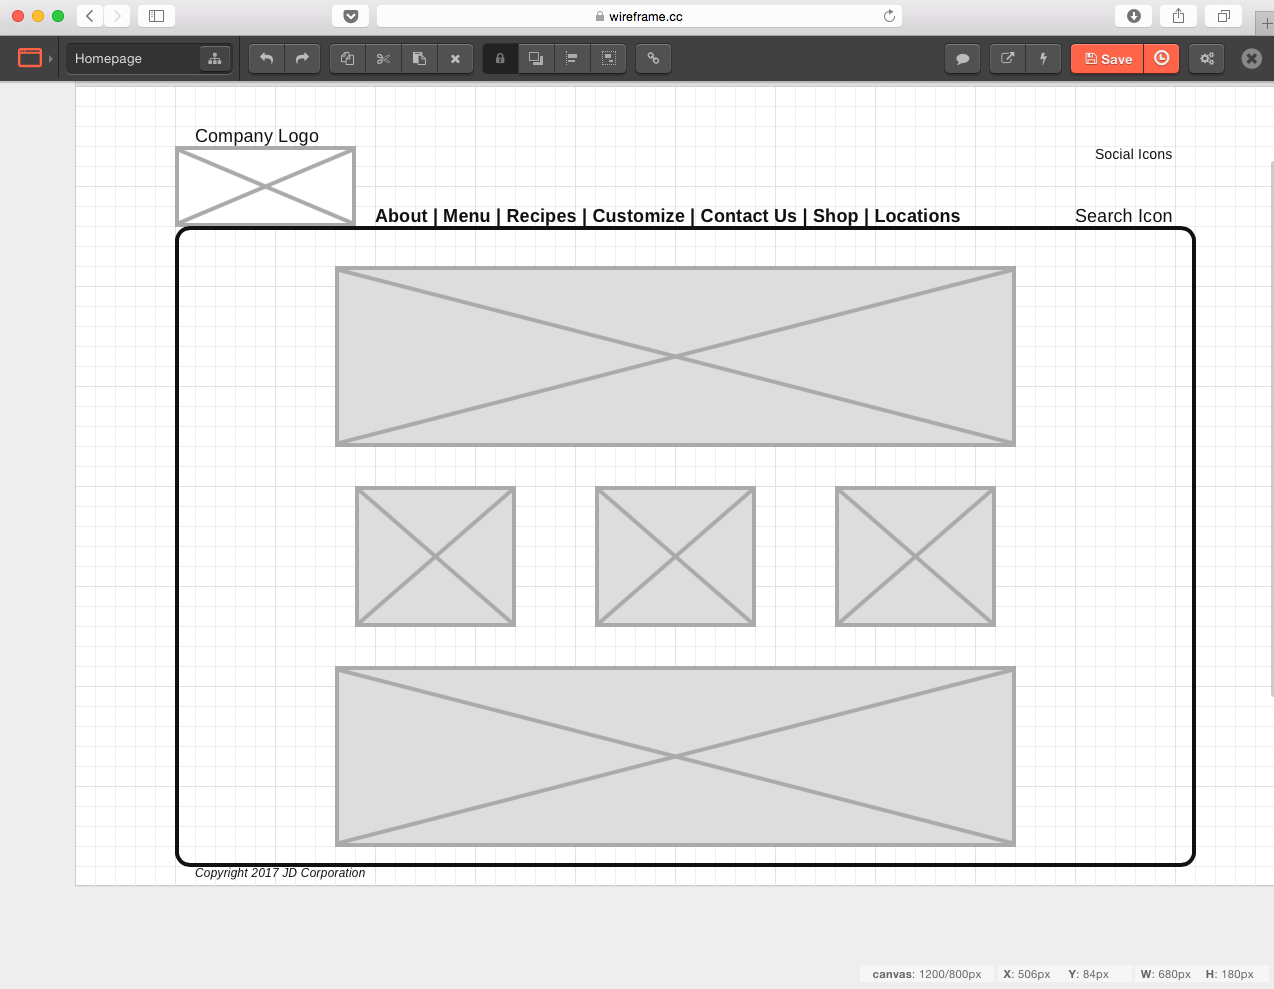 wireframe.cc
Homepage
Save
Company Logo
Social Icons
About | Menu | Recipes | Customize | Contact Us | Shop | Locations
Search Icon
Copyright 2017 JD Corporation
canvas: 1200/800px X: 506px Y: 84px W: 680px H: 180px